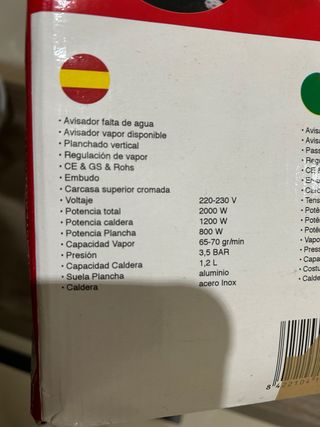 • Avisador falta de agua
• Avisador vapor disponible
• Planchado vertical
• Regulación de vapor
• CE & GS & Rohs
• Embudo
• Carcasa superior cromada
• Voltaje 220-230 V
• Potencia total 2000 W
• Potencia caldera 1200 W
• Potencia Plancha 800 W
• Capacidad Vapor 65-70 gr/min
• Presión 3,5 BAR
• Capacidad Caldera 1,2 L
• Suela Plancha aluminio
• Caldera acero Inox